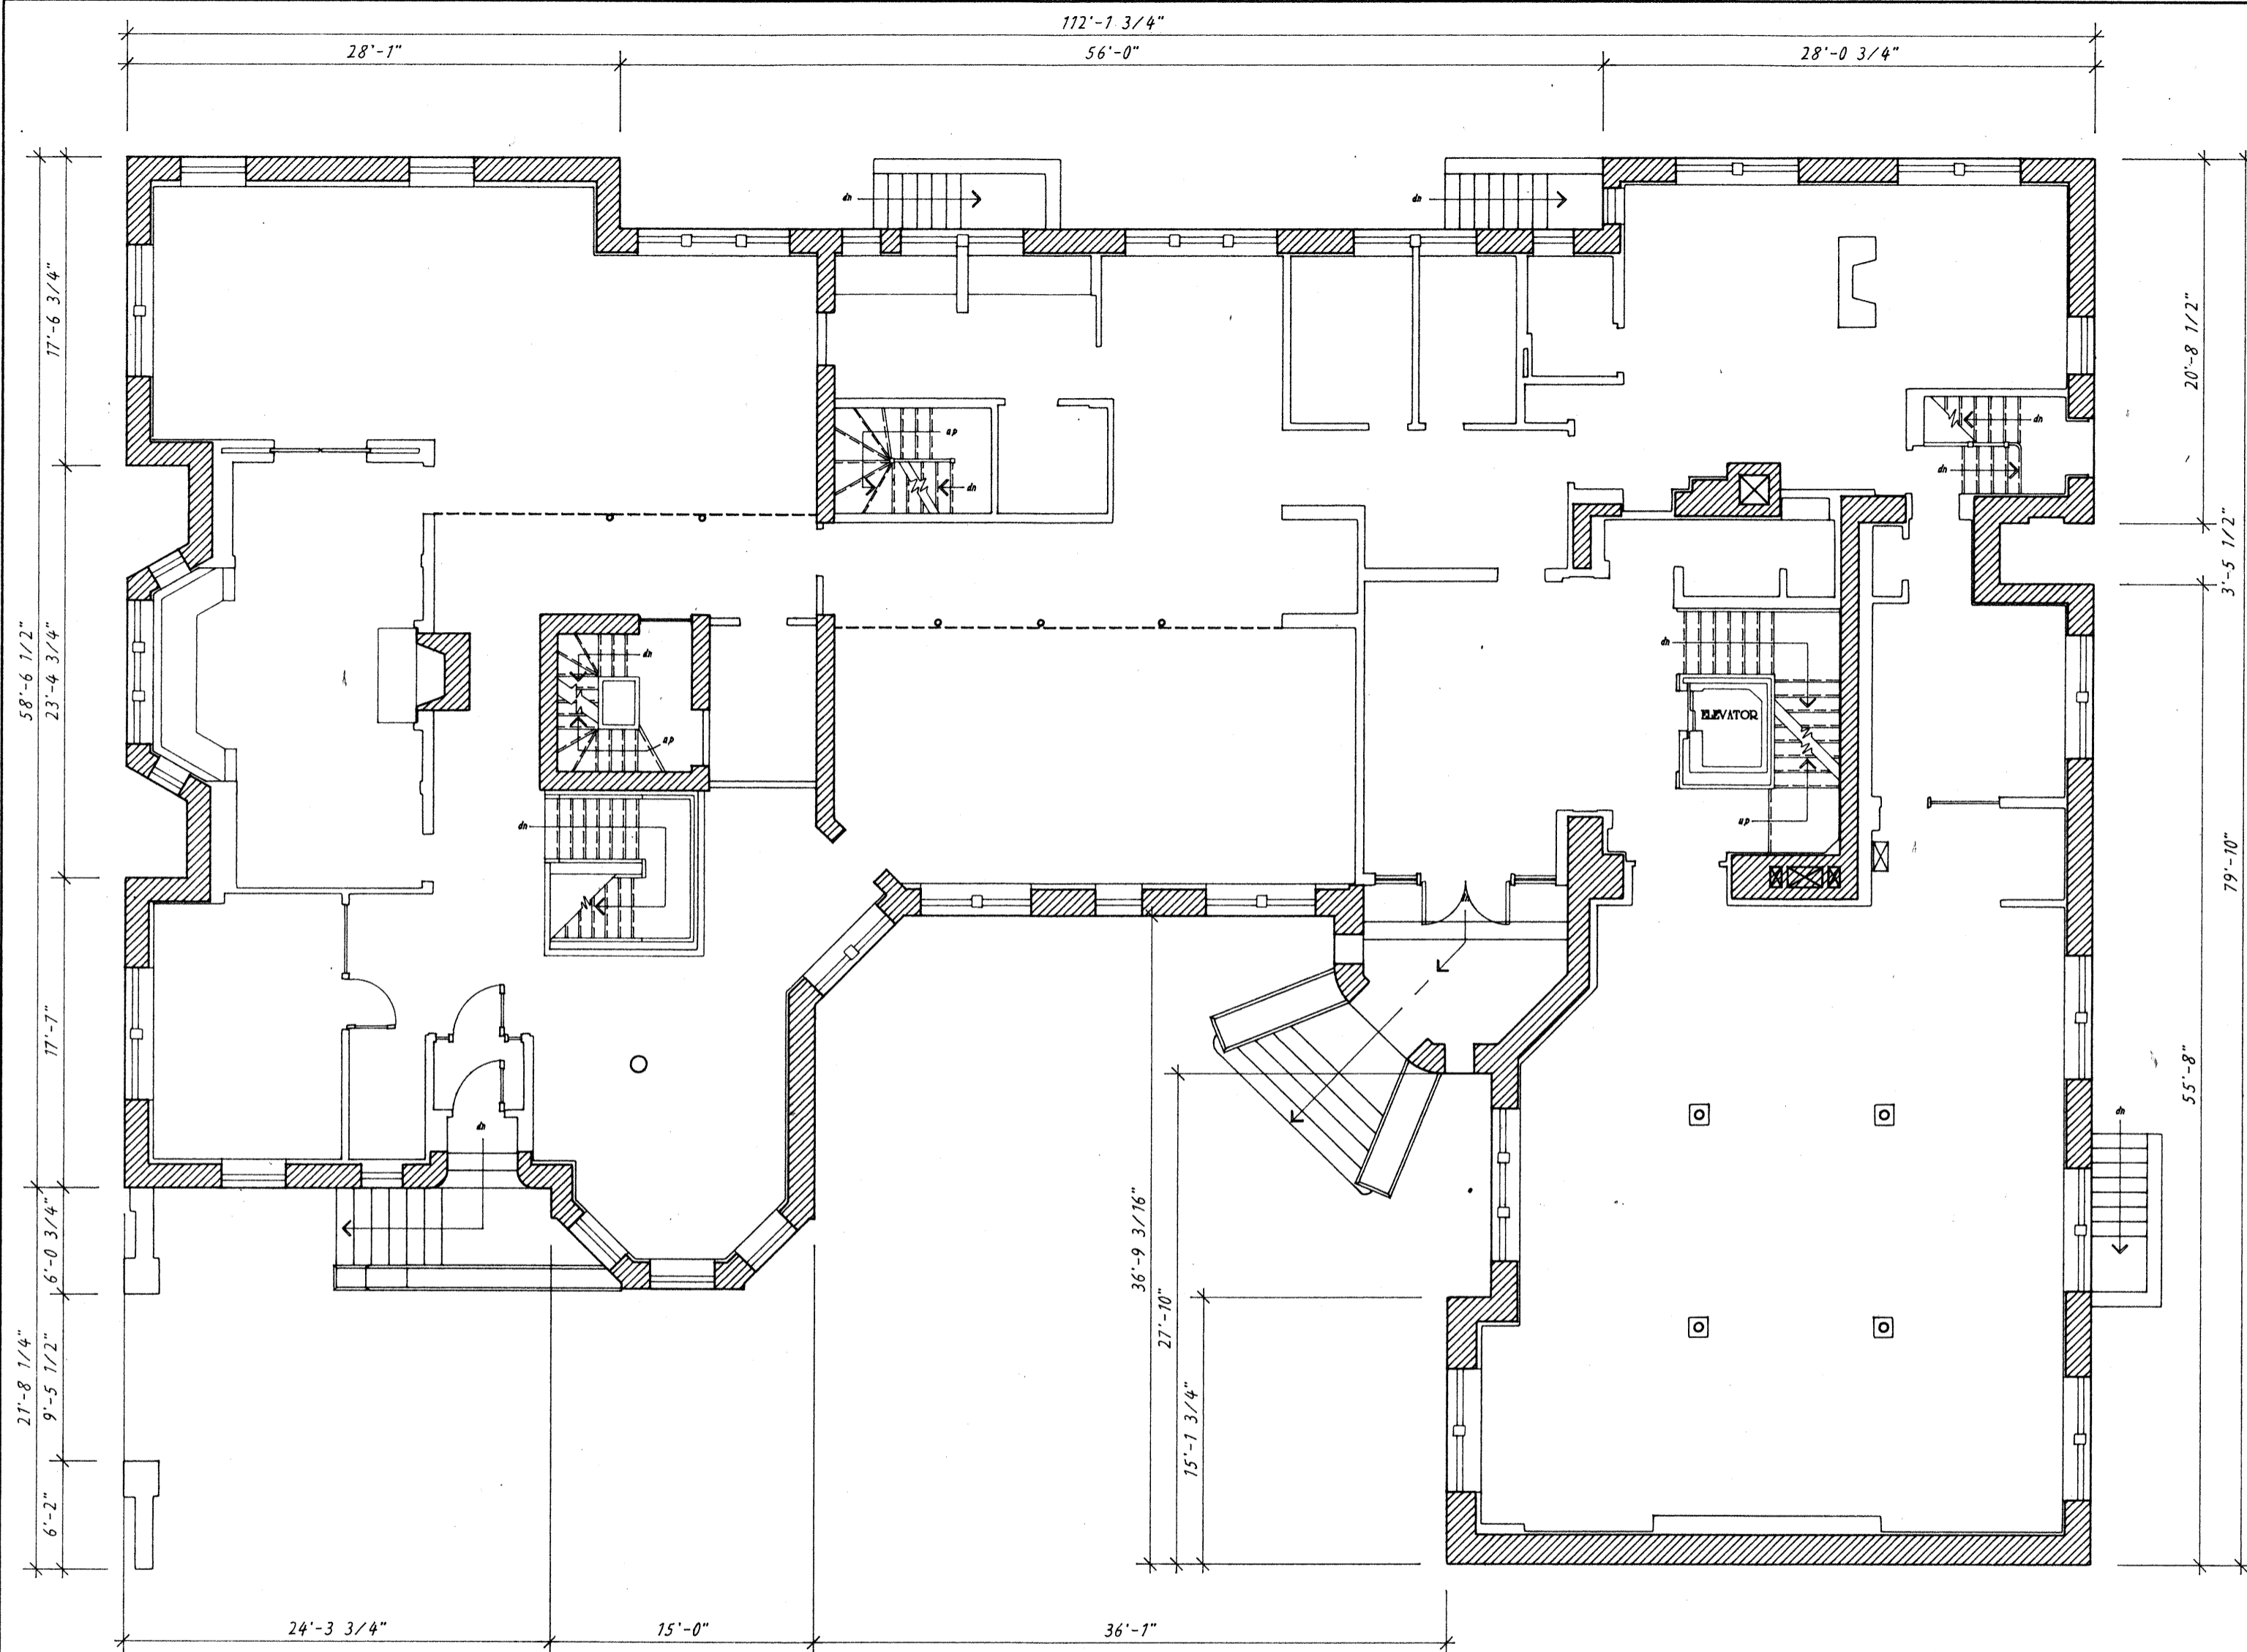 112'-1 3/4"
28'-1"
56'-0"
28'-0 3/4"
dn
dn
17'-6 3/4"
20'-8 1/2"
up
dn
dn
dn
3'-5 1/2"
58'-6 1/2"
23'-4 3/4"
dn
up
dn
ELEVATOR
up
dn
79'-10"
dn
17'-7"
55'-8"
dn
dn
6'-0 3/4"
36'-9 3/16"
27'-10"
21'-8 1/4"
9'-5 1/2"
15'-1 3/4"
6'-2"
24'-3 3/4"
15'-0"
36'-1"